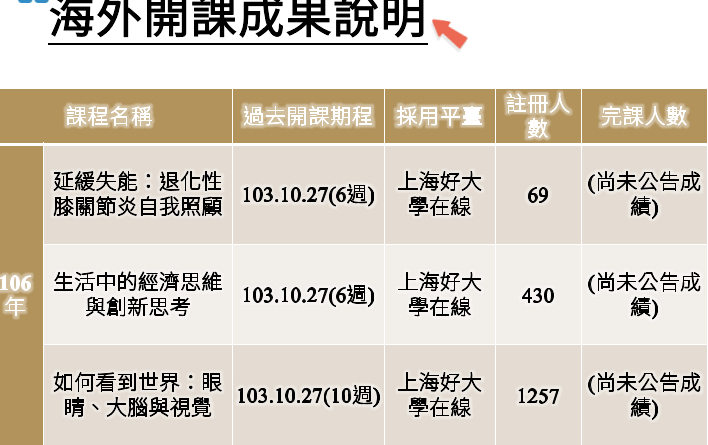 海外開課成果說明
課程名稱
過去開課期程
採用平臺
註冊人
數
完課人數
106
年
延緩失能：退化性
膝關節炎自我照顧
103.10.27(6週)
上海好大
學在線
69
(尚未公告成
績)
生活中的經濟思維
與創新思考
103.10.27(6週)
上海好大
學在線
430
(尚未公告成
績)
如何看到世界：眼
睛、大腦與視覺
103.10.27(10週)
上海好大
學在線
1257
(尚未公告成
績)